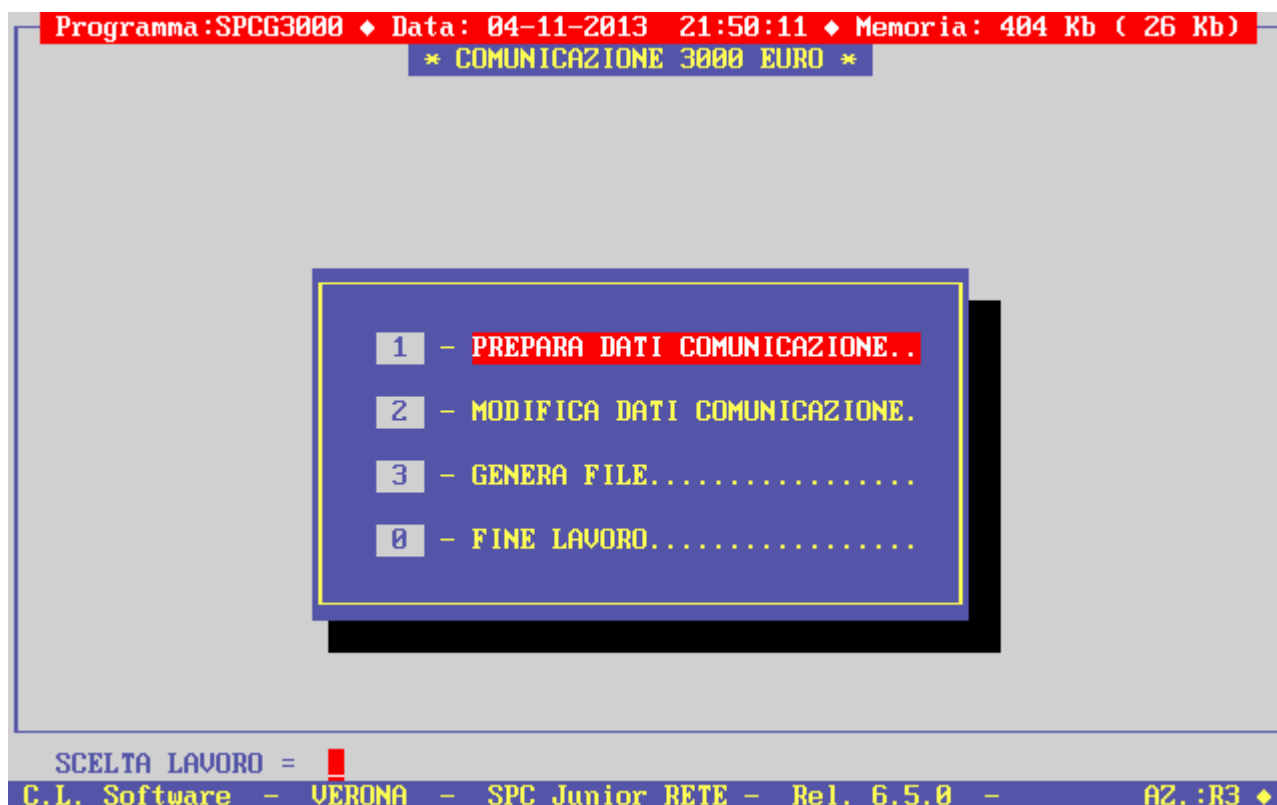 Programma:SPCG3000 ♦ Data: 04-11-2013 21:50:11 ♦ Memoria: 404 Kb ( 26 Kb)
* COMUNICAZIONE 3000 EURO *
1 - PREPARA DATI COMUNICAZIONE..
2 - MODIFICA DATI COMUNICAZIONE.
3 - GENERA FILE.................
0 - FINE LAVORO.................
SCELTA LAVORO = _
C.L. Software - VERONA - SPC Junior RETE - Rel. 6.5.0 - AZ.:R3 ♦